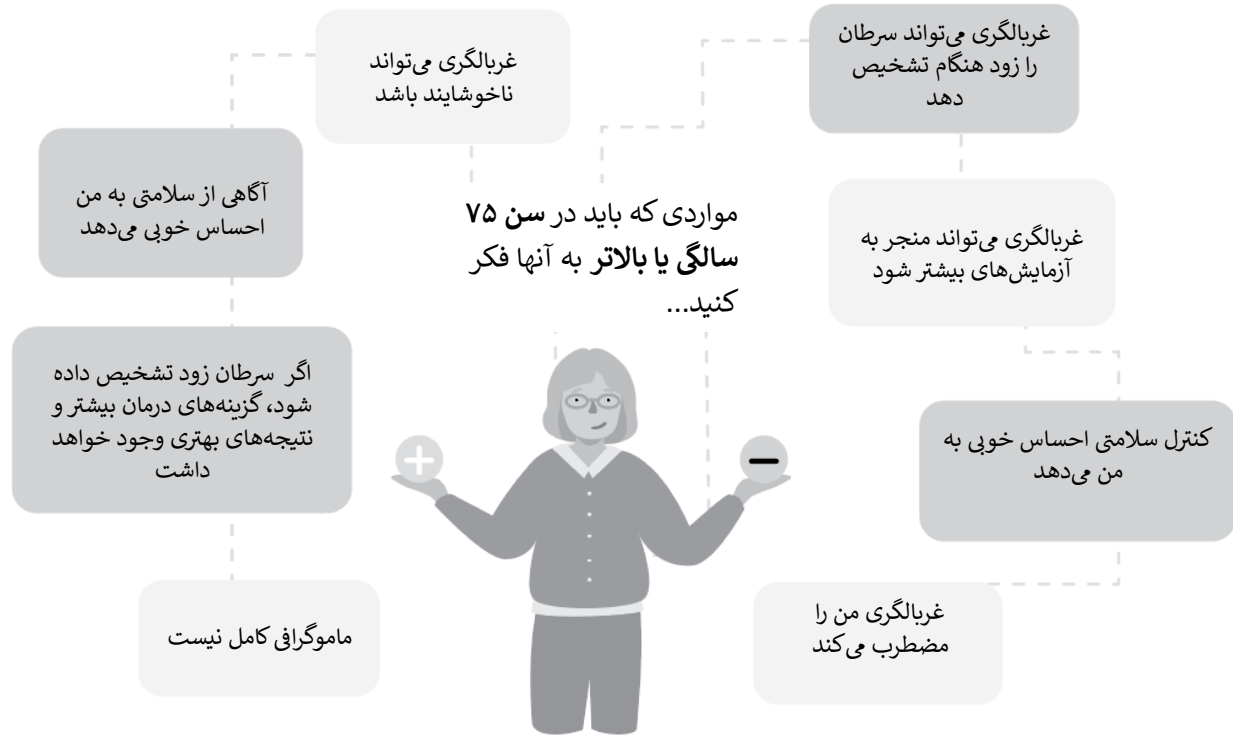 غربالگری می‌تواند سرطان
را زود هنگام تشخیص
دهد
غربالگری می‌تواند
ناخوشایند باشد
آگاهی از سلامتی به من
احساس خوبی می‌دهد
مواردی که باید در سن ۷۵
سالگی یا بالاتر به آنها فکر
کنید...
غربالگری می‌تواند منجر به
آزمایش‌های بیشتر شود
اگر سرطان زود تشخیص داده
شود، گزینه‌های درمان بیشتر و
نتیجه‌های بهتری وجود خواهد
داشت
کنترل سلامتی احساس خوبی به
من می‌دهد
ماموگرافی کامل نیست
غربالگری من را
مضطرب می‌کند